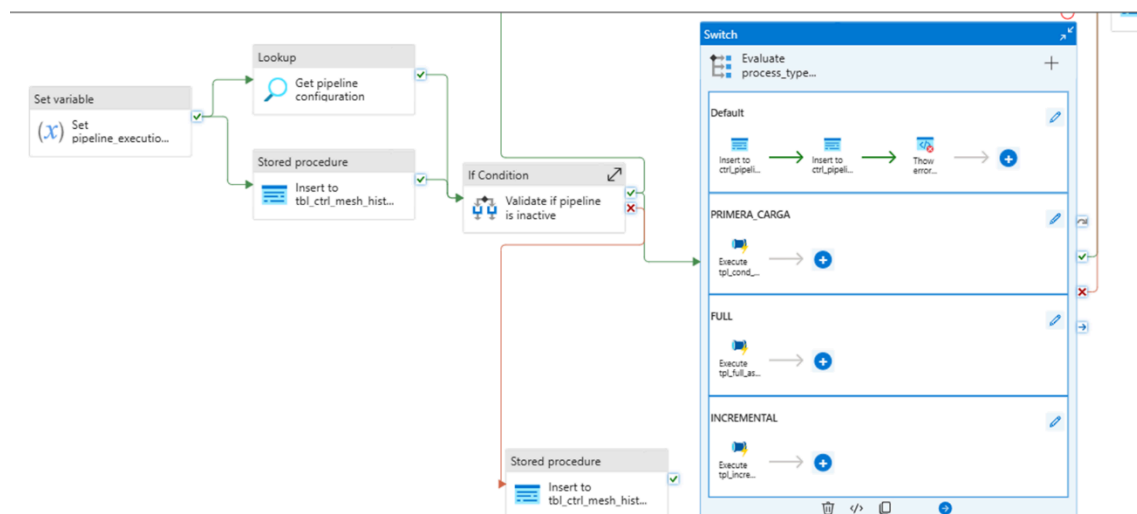 Set variable
(x)
Set
pipeline_executio...
Lookup
Get pipeline
configuration
Stored procedure
Insert to
tbl_ctrl_mesh_hist...
If Condition
Validate if pipeline
is inactive
Stored procedure
Insert to
tbl_ctrl_mesh_hist...
Switch
Evaluate
process_type...
Default
Insert to
ctrl_pipeli...
Insert to
ctrl_pipeli...
Thow
error...
PRIMERA_CARGA
Execute
tpl_cond_...
FULL
Execute
tpl_full_as...
INCREMENTAL
Execute
tpl_incre...